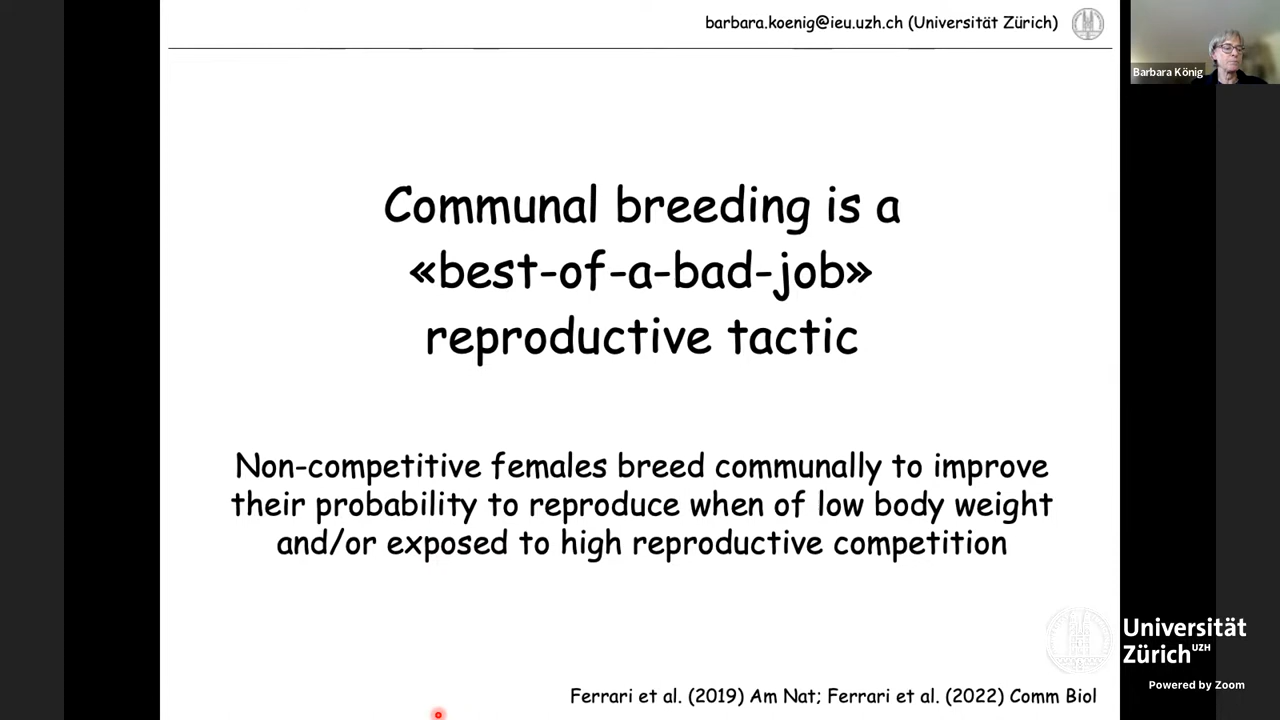 barbara.koenig@ieu.uzh.ch (Universität Zürich)
Barbara König
Communal breeding is a
«best-of-a-bad-job»
reproductive tactic
Non-competitive females breed communally to improve
their probability to reproduce when of low body weight
and/or exposed to high reproductive competition
Universität
Zürich UZH
Powered by Zoom
Ferrari et al. (2019) Am Nat; Ferrari et al. (2022) Comm Biol